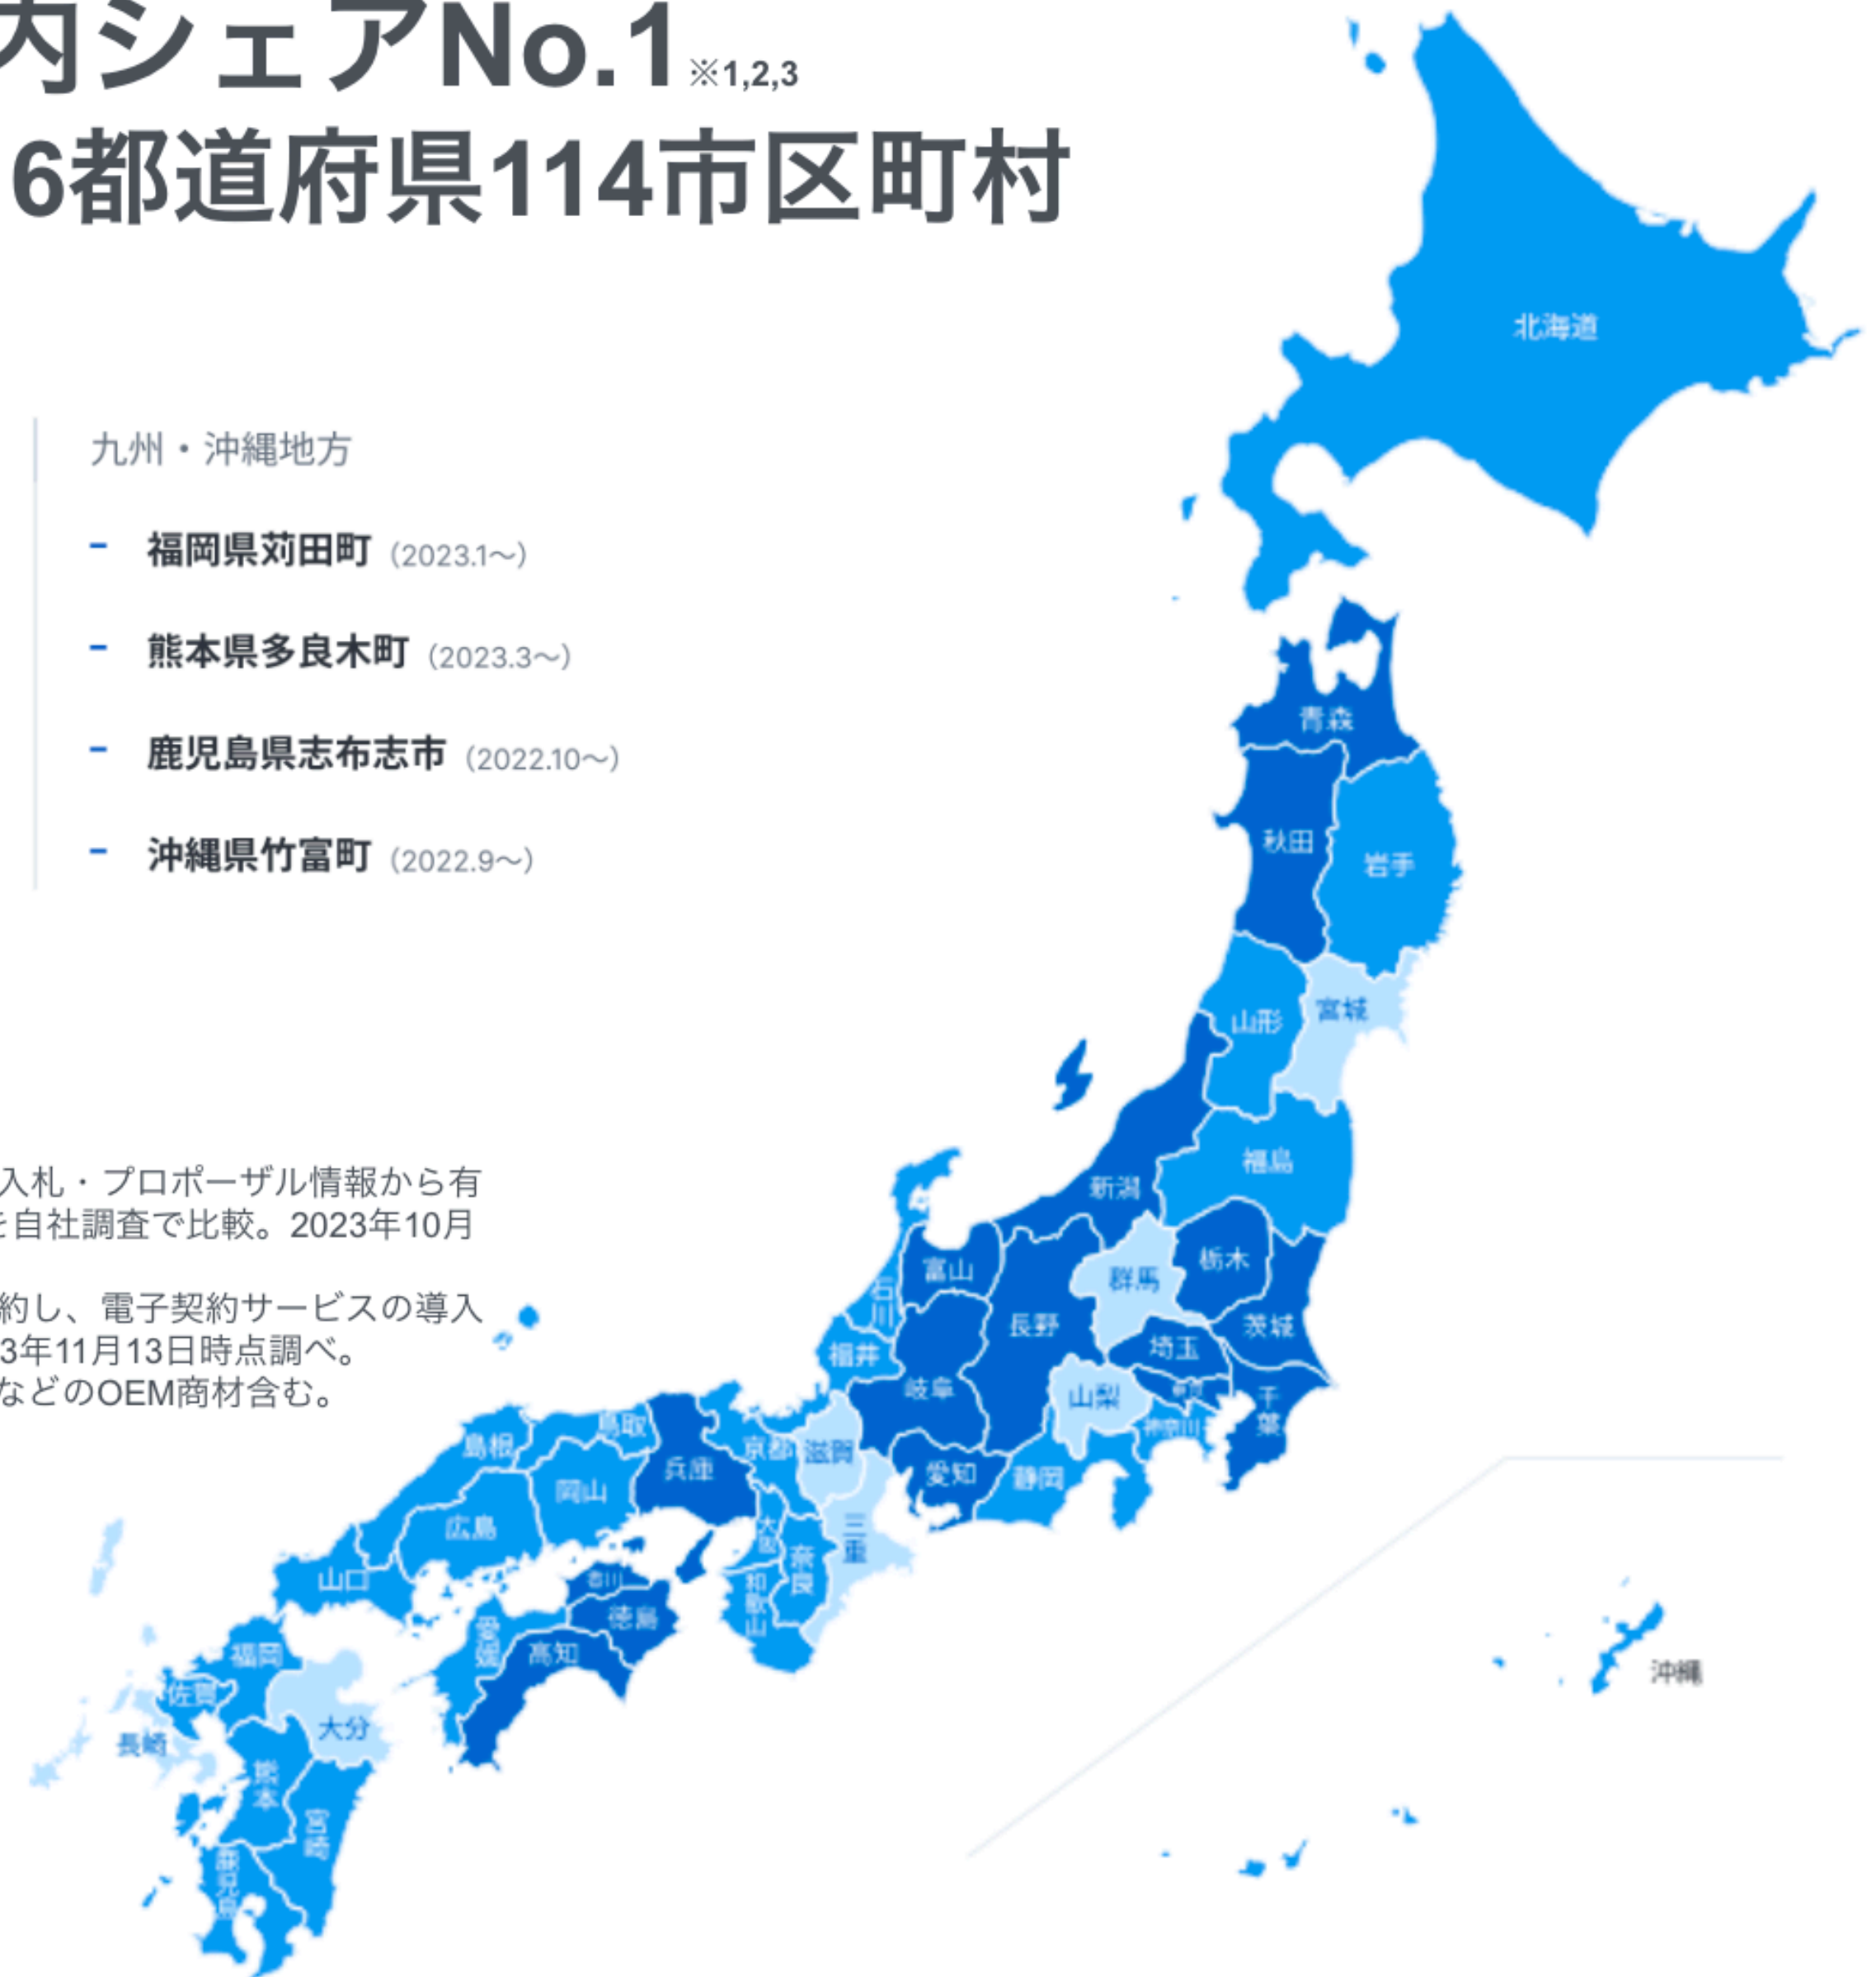 内シェアNo.1※1,2,3
6都道府県114市区町村
九州・沖縄地方
- 福岡県苅田町（2023.1〜）
- 熊本県多良木町（2023.3〜）
- 鹿児島県志布志市（2022.10〜）
- 沖縄県竹富町（2022.9〜）
入札・プロポーザル情報から有
を自社調査で比較。2023年10月
約し、電子契約サービスの導入
3年11月13日時点調べ。
などのOEM商材含む。
北海道
青森
秋田
岩手
山形
宮城
福島
新潟
栃木
群馬
茨城
埼玉
東京
千葉
神奈川
山梨
長野
富山
石川
福井
岐阜
愛知
静岡
三重
滋賀
京都
大阪
奈良
和歌山
兵庫
鳥取
島根
岡山
広島
山口
香川
徳島
愛媛
高知
福岡
佐賀
長崎
大分
熊本
宮崎
鹿児島
沖縄